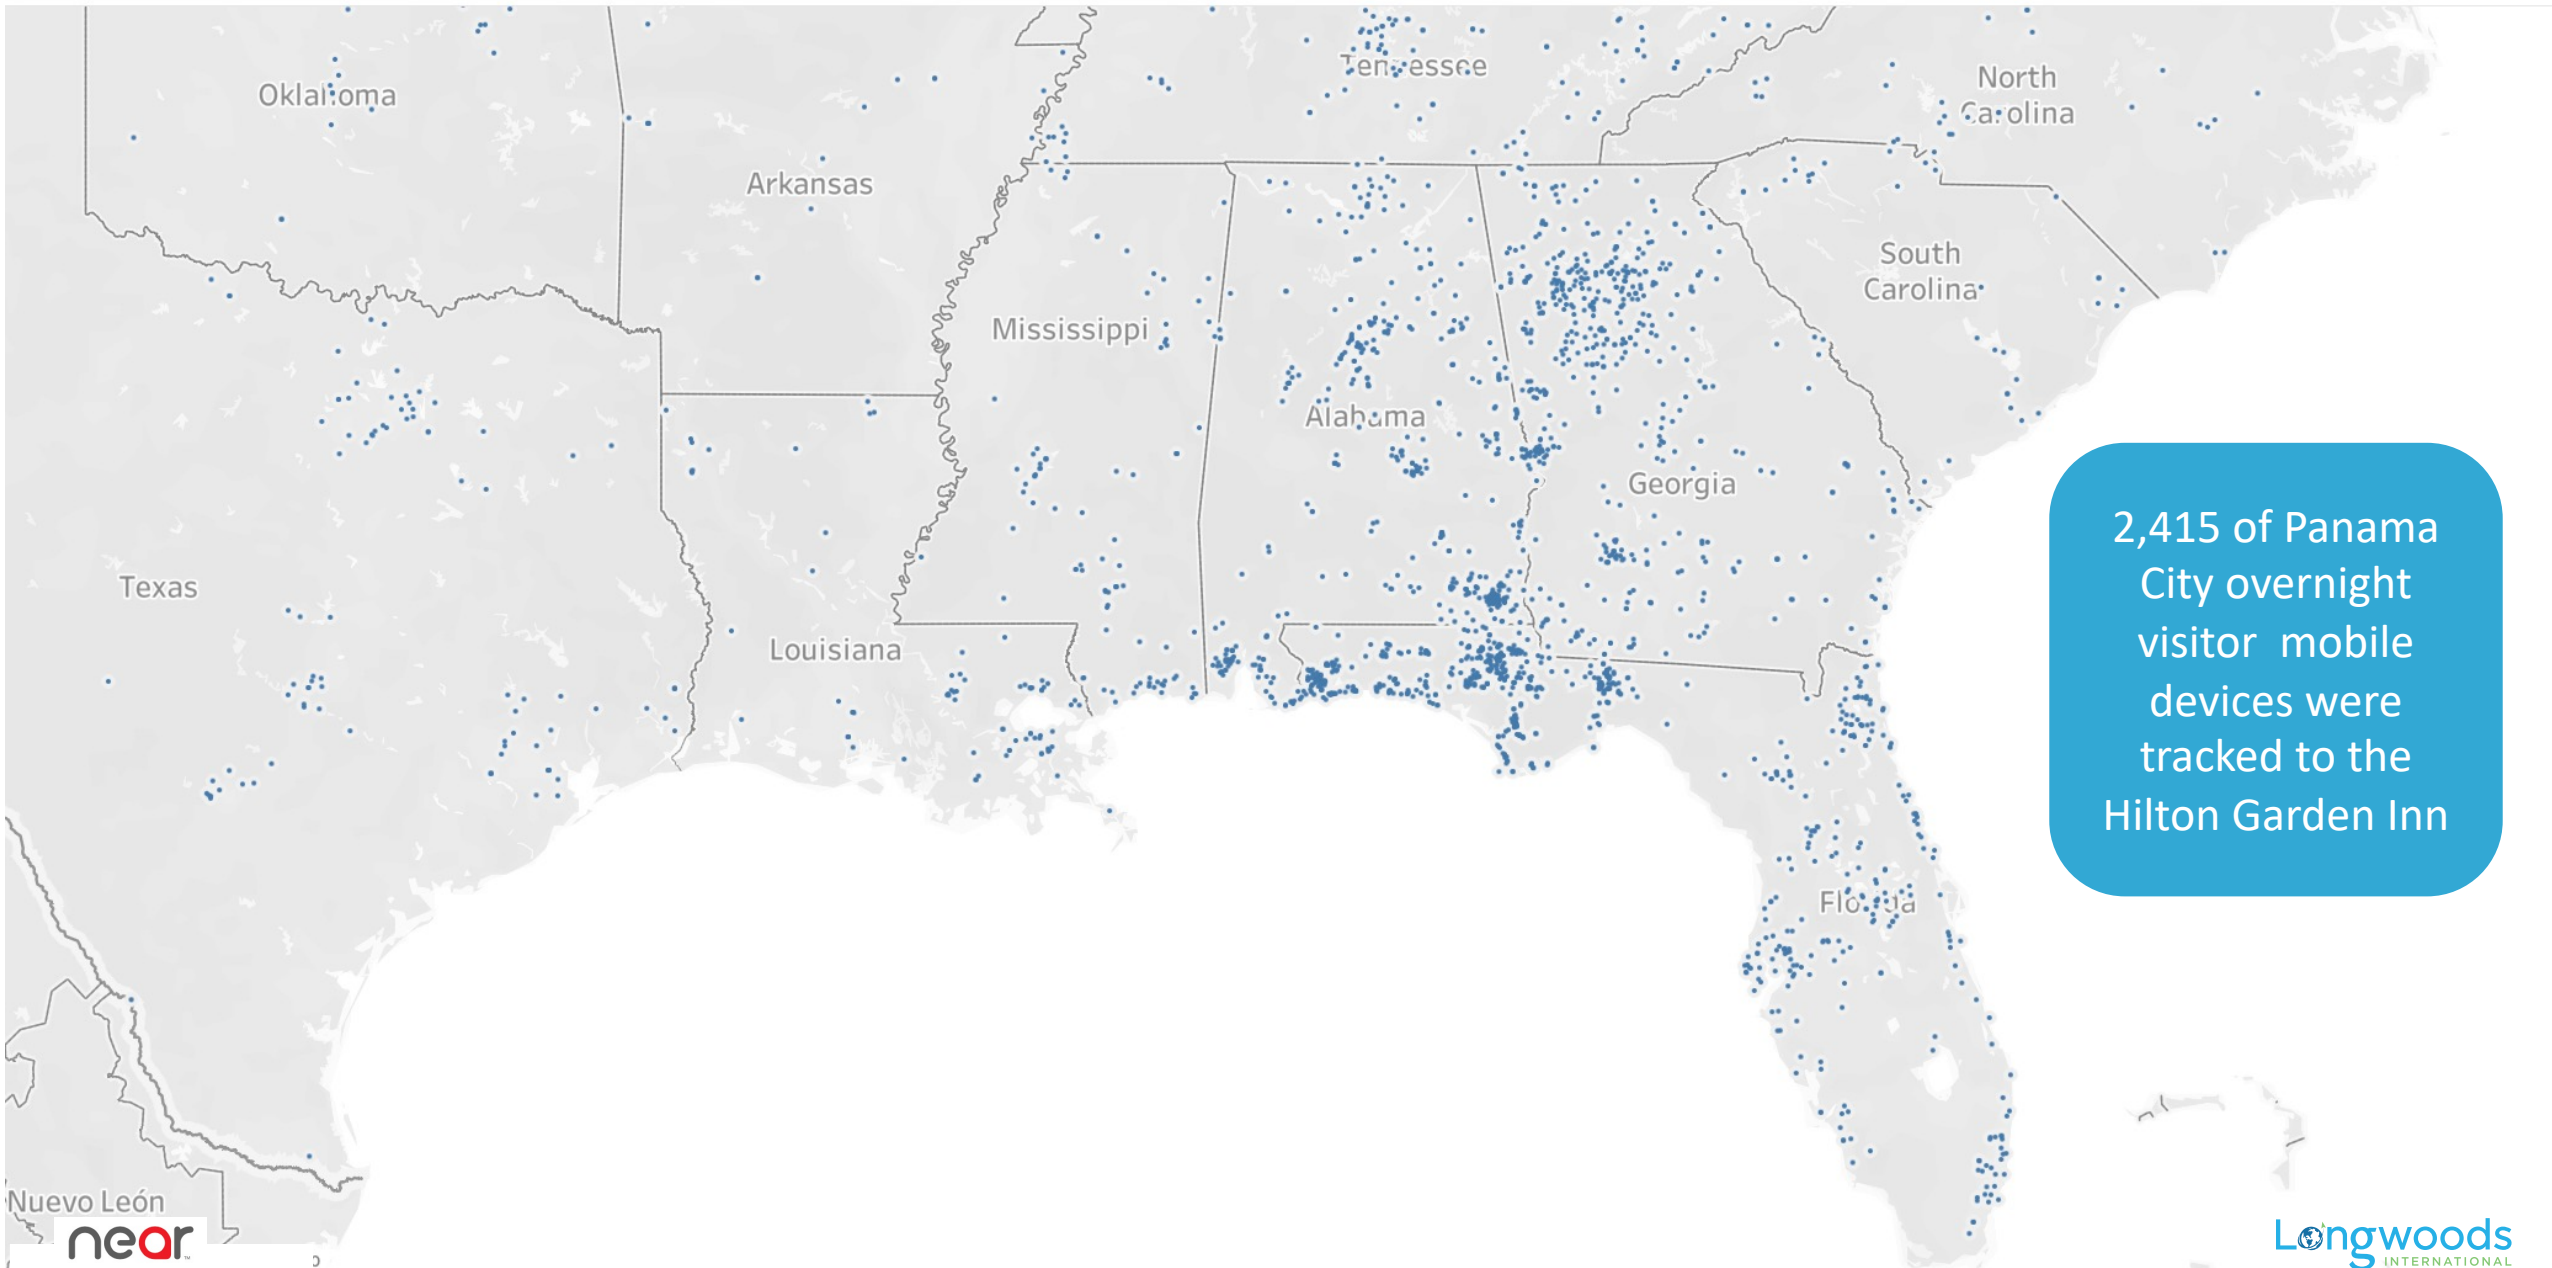 Oklahoma
Tennessee
North
Carolina
Arkansas
South
Carolina
Mississippi
Alabama
Georgia
2,415 of Panama
City overnight
visitor mobile
devices were
tracked to the
Hilton Garden Inn
Texas
Louisiana
Florida
Nuevo León
near
Longwoods
INTERNATIONAL